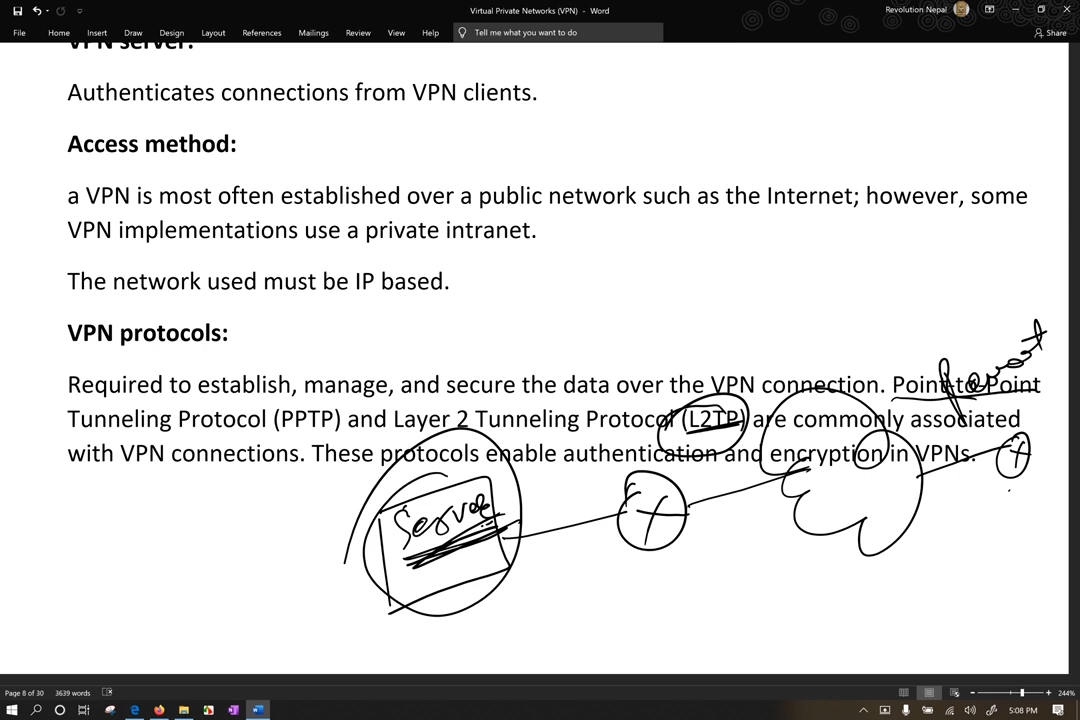 Virtual Private Networks (VPN) - Word
Revolution Nepal
File Home Insert Draw Design Layout References Mailings Review View Help Tell me what you want to do Share
VPN server:
Authenticates connections from VPN clients.
Access method:
a VPN is most often established over a public network such as the Internet; however, some
VPN implementations use a private intranet.
The network used must be IP based.
VPN protocols:
Required to establish, manage, and secure the data over the VPN connection. Point-to-Point
Tunneling Protocol (PPTP) and Layer 2 Tunneling Protocol (L2TP) are commonly associated
with VPN connections. These protocols enable authentication and encryption in VPNs.
Page 8 of 30 3639 words
244%
5:08 PM